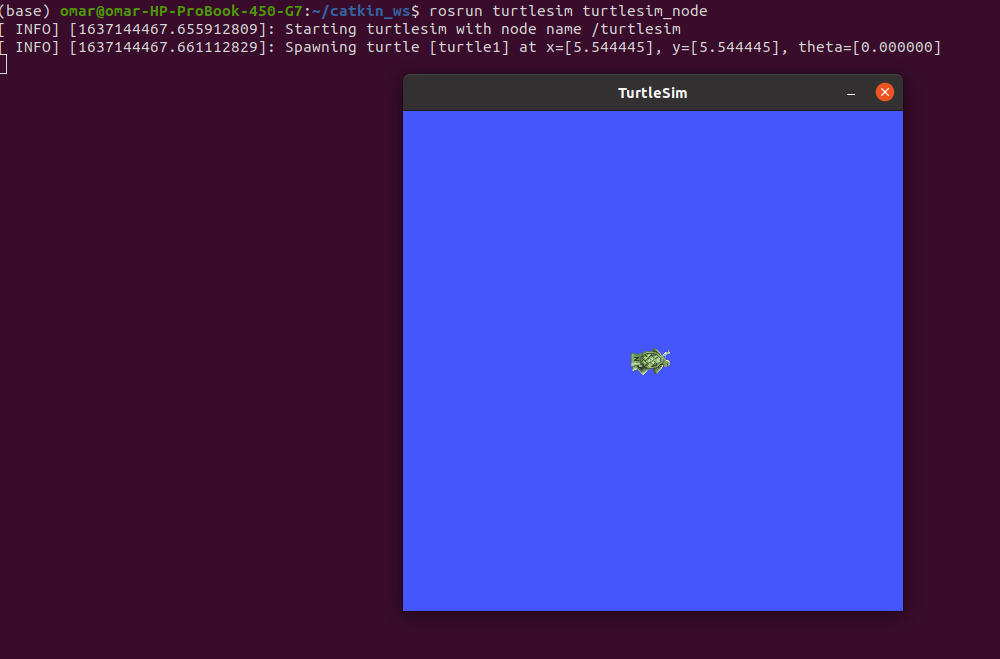 (base) omar@omar-HP-ProBook-450-G7:~/catkin_ws$ rosrun turtlesim turtlesim_node
[ INFO] [1637144467.655912809]: Starting turtlesim with node name /turtlesim
[ INFO] [1637144467.661112829]: Spawning turtle [turtle1] at x=[5.544445], y=[5.544445], theta=[0.000000]
TurtleSim